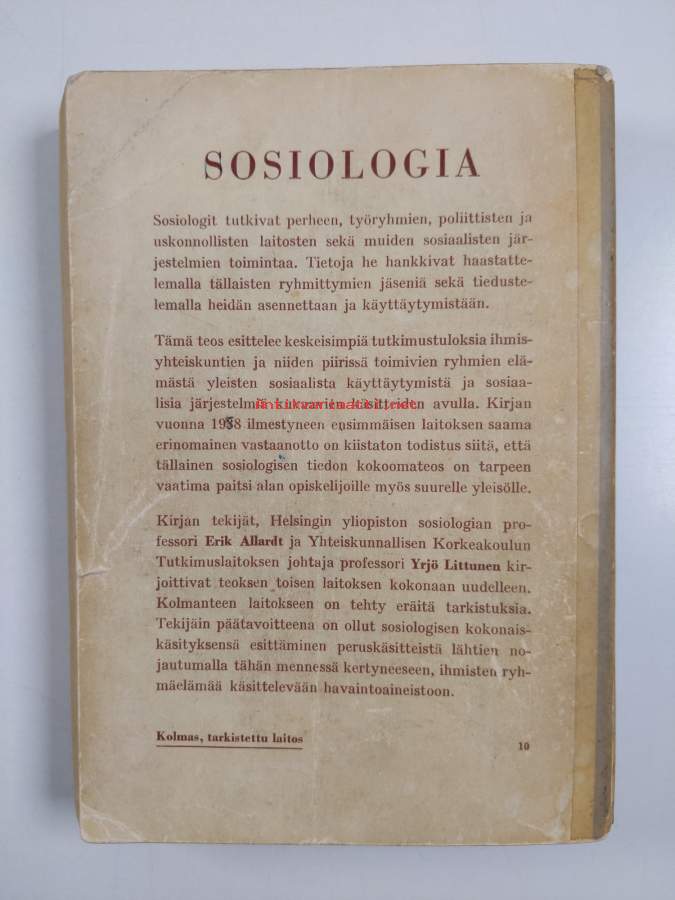 SOSIOLOGIA
Sosiologit tutkivat perheen, työryhmien, poliittisten ja
uskonnollisten laitosten sekä muiden sosiaalisten jär-
jestelmien toimintaa. Tietoja he hankkivat haastatte-
lemalla tällaisten ryhmittymien jäseniä sekä tieduste-
lemalla heidän asennettaan ja käyttäytymistään.
Tämä teos esittelee keskeisimpiä tutkimustuloksia ihmis-
yhteiskuntien ja niiden piirissä toimivien ryhmien elä-
mästä yleisten sosiaalista käyttäytymistä ja sosiaa-
lisia järjestelmiä kuvaavien käsitteiden avulla. Kirjan
vuonna 1958 ilmestyneen ensimmäisen laitoksen saama
erinomainen vastaanotto on kiistaton todistus siitä, että
tällainen sosiologisen tiedon kokoomateos on tarpeen
vaatima paitsi alan opiskelijoille myös suurelle yleisölle.
Kirjan tekijät, Helsingin yliopiston sosiologian pro-
fessori Erik Allardt ja Yhteiskunnallisen Korkeakoulun
Tutkimuslaitoksen johtaja professori Yrjö Littunen kir-
joittivat teoksen toisen laitoksen kokonaan uudelleen.
Kolmanteen laitokseen on tehty eräitä tarkistuksia.
Tekijäin päätavoitteena on ollut sosiologisen kokonais-
käsityksensä esittäminen peruskäsitteistä lähtien no-
jautumalla tähän mennessä kertyneeseen, ihmisten ryh-
mäelämää käsittelevään havaintoaineistoon.
Kolmas, tarkistettu laitos
10